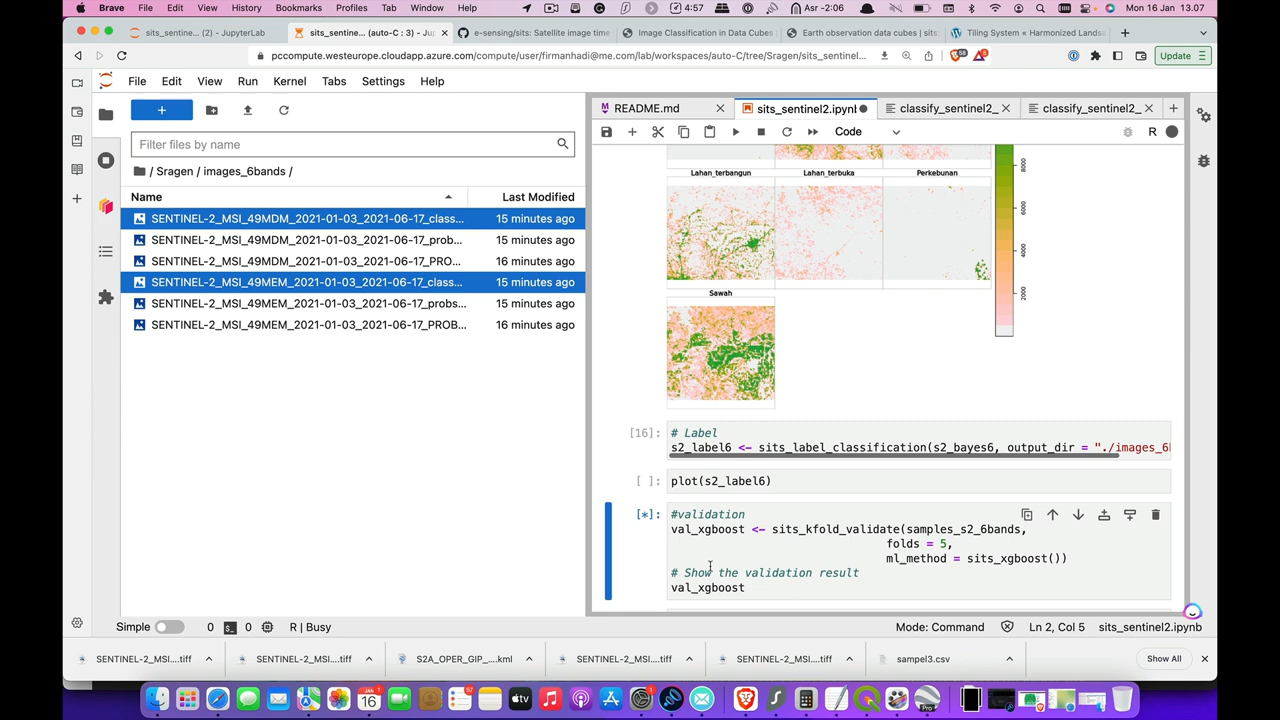 Brave File Edit View History Bookmarks Profiles Tab Window Help 4:57 Asr -2:06 Mon 16 Jan 13.07
sits_sentine... (2) - JupyterLab sits_sentine... (auto-C : 3) - Ju e-sensing/sits: Satellite image time Image Classification in Data Cubes Earth observation data cubes | sits Tiling System « Harmonized Lands
pccompute.westeurope.cloudapp.azure.com/compute/user/firmanhadi@me.com/lab/workspaces/auto-C/tree/Sragen/sits_sentinel... 58 Update
File Edit View Run Kernel Tabs Settings Help
README.md sits_sentinel2.ipynb classify_sentinel2_ classify_sentinel2_
Filter files by name
Code R
/ Sragen / images_6bands /
Name Last Modified
SENTINEL-2_MSI_49MDM_2021-01-03_2021-06-17_class... 15 minutes ago
SENTINEL-2_MSI_49MDM_2021-01-03_2021-06-17_prob... 15 minutes ago
SENTINEL-2_MSI_49MDM_2021-01-03_2021-06-17_PRO... 16 minutes ago
SENTINEL-2_MSI_49MEM_2021-01-03_2021-06-17_class... 15 minutes ago
SENTINEL-2_MSI_49MEM_2021-01-03_2021-06-17_probs... 15 minutes ago
SENTINEL-2_MSI_49MEM_2021-01-03_2021-06-17_PROB... 16 minutes ago
Lahan_terbangun Lahan_terbuka Perkebunan
8000
6000
4000
2000
Sawah
[16]: # Label
s2_label6 <- sits_label_classification(s2_bayes6, output_dir = "./images_6b
[ ]: plot(s2_label6)
[*]: #validation
val_xgboost <- sits_kfold_validate(samples_s2_6bands,
folds = 5,
ml_method = sits_xgboost())
# Show the validation result
val_xgboost
Simple 0 0 R | Busy Mode: Command Ln 2, Col 5 sits_sentinel2.ipynb
SENTINEL-2_MSI....tiff SENTINEL-2_MSI....tiff S2A_OPER_GIP_....kml SENTINEL-2_MSI....tiff SENTINEL-2_MSI....tiff sampel3.csv Show All